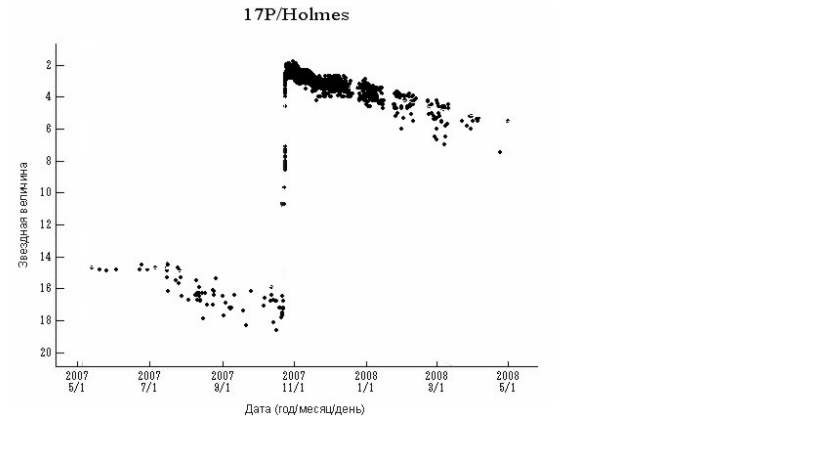 17P/Holmes
2
4
6
8
10
12
14
16
18
20
Звездная величина
2007 2007 2007 2007 2008 2008 2008
5/1 7/1 9/1 11/1 1/1 3/1 5/1
Дата (год/месяц/день)